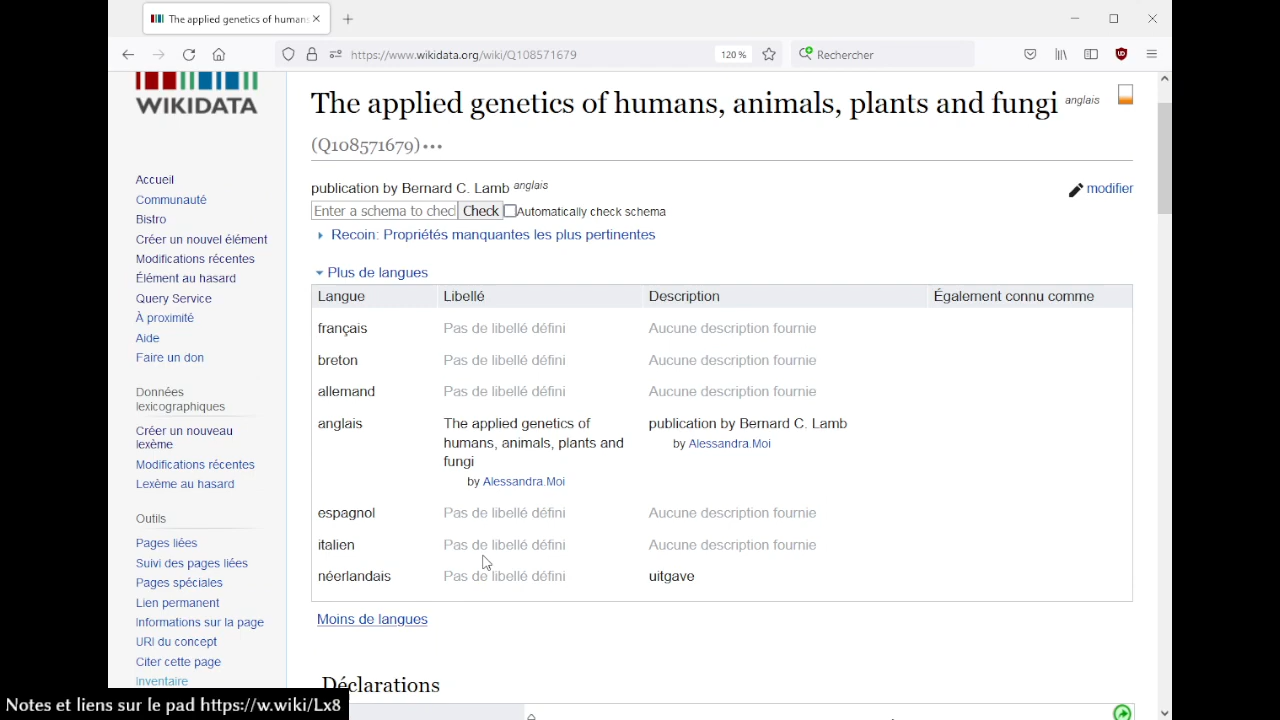 The applied genetics of humans
https://www.wikidata.org/wiki/Q108571679
120 %
Rechercher
WIKIDATA
Accueil
Communauté
Bistro
Créer un nouvel élément
Modifications récentes
Élément au hasard
Query Service
À proximité
Aide
Faire un don
Données
lexicographiques
Créer un nouveau
lexème
Modifications récentes
Lexème au hasard
Outils
Pages liées
Suivi des pages liées
Pages spéciales
Lien permanent
Informations sur la page
URI du concept
Citer cette page
Inventaire
The applied genetics of humans, animals, plants and fungi anglais
(Q108571679)
publication by Bernard C. Lamb anglais
modifier
Enter a schema to check Check Automatically check schema
Recoin: Propriétés manquantes les plus pertinentes
Plus de langues
Langue Libellé Description Également connu comme
français Pas de libellé défini Aucune description fournie
breton Pas de libellé défini Aucune description fournie
allemand Pas de libellé défini Aucune description fournie
anglais The applied genetics of publication by Bernard C. Lamb
humans, animals, plants and by Alessandra.Moi
fungi
by Alessandra.Moi
espagnol Pas de libellé défini Aucune description fournie
italien Pas de libellé défini Aucune description fournie
néerlandais Pas de libellé défini uitgave
Moins de langues
Déclarations
Notes et liens sur le pad https://w.wiki/Lx8